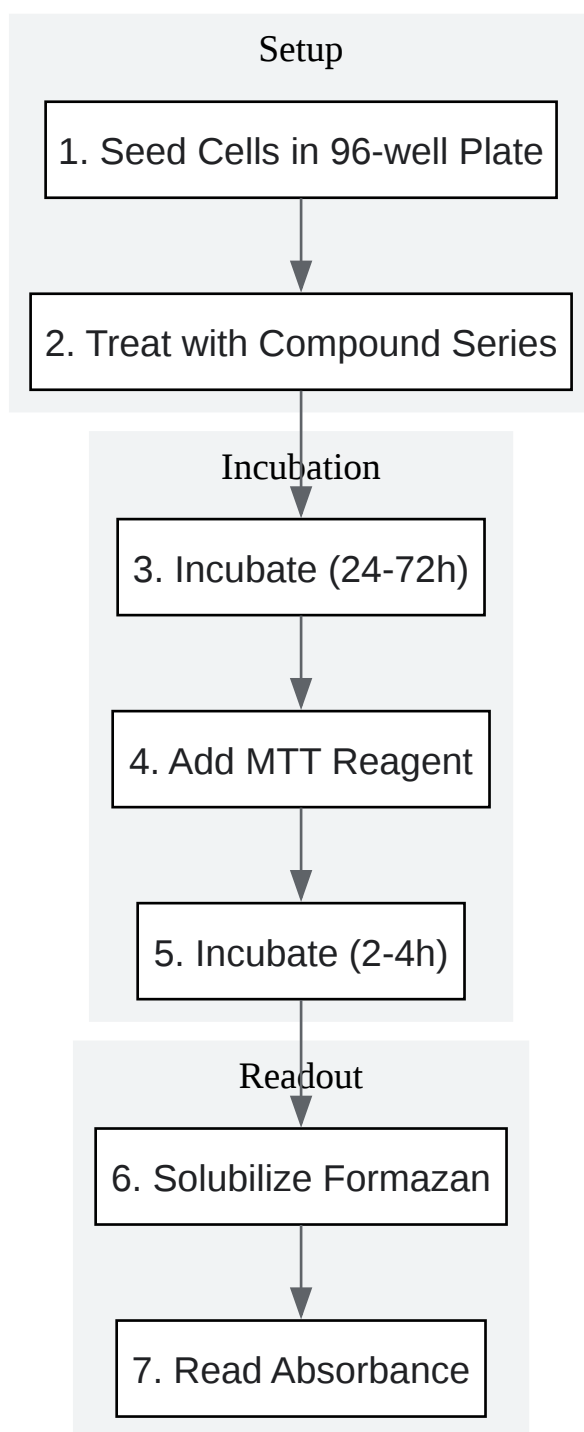 Setup
1. Seed Cells in 96-well Plate
2. Treat with Compound Series
Incubation
3. Incubate (24-72h)
4. Add MTT Reagent
5. Incubate (2-4h)
Readout
6. Solubilize Formazan
7. Read Absorbance